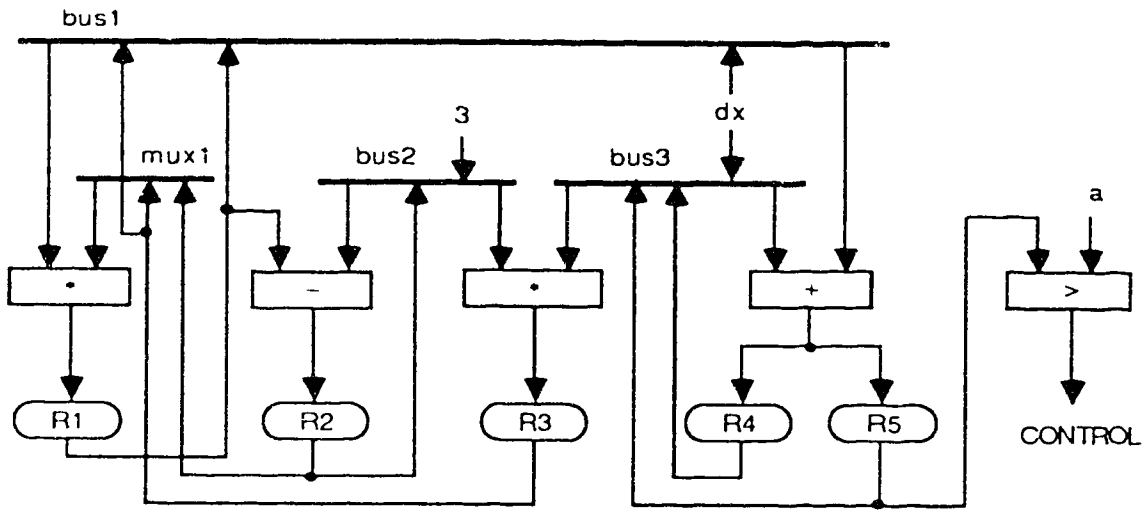 bus1
3
dx
mux1
bus2
bus3
a
*
-
*
+
>
R1
R2
R3
R4
R5
CONTROL